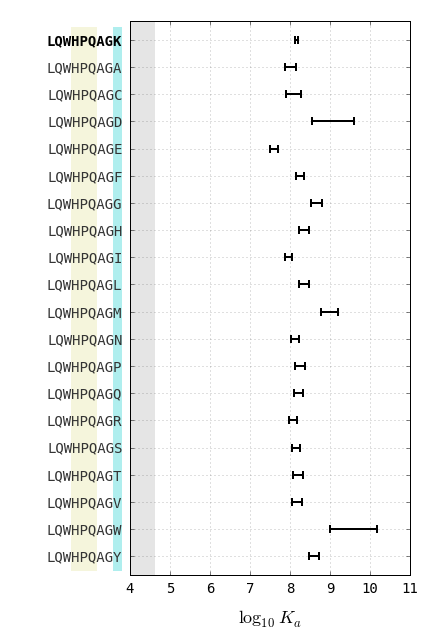 LQWHPQAGK
LQWHPQAGA
LQWHPQAGC
LQWHPQAGD
LQWHPQAGE
LQWHPQAGF
LQWHPQAGG
LQWHPQAGH
LQWHPQAGI
LQWHPQAGL
LQWHPQAGM
LQWHPQAGN
LQWHPQAGP
LQWHPQAGQ
LQWHPQAGR
LQWHPQAGS
LQWHPQAGT
LQWHPQAGV
LQWHPQAGW
LQWHPQAGY
4 5 6 7 8 9 10 11
log₁₀ Kₐ